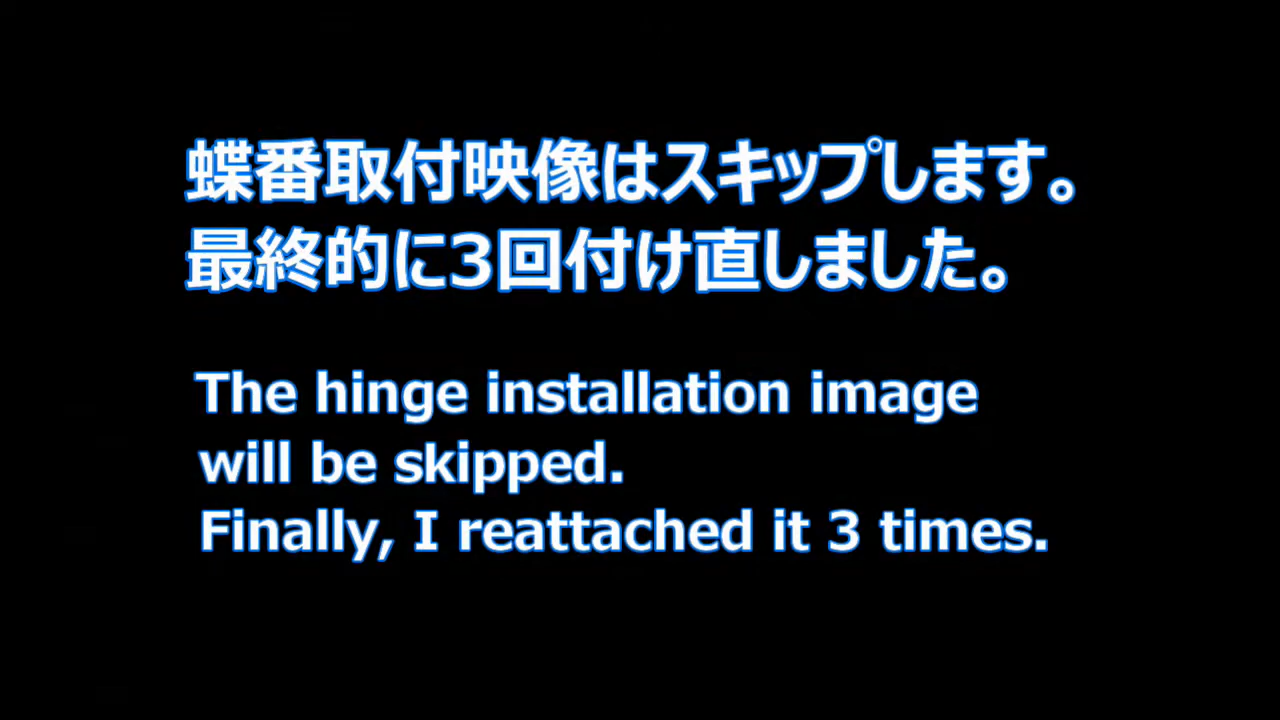 蝶番取付映像はスキップします。
最終的に3回付け直しました。
The hinge installation image
will be skipped.
Finally, I reattached it 3 times.